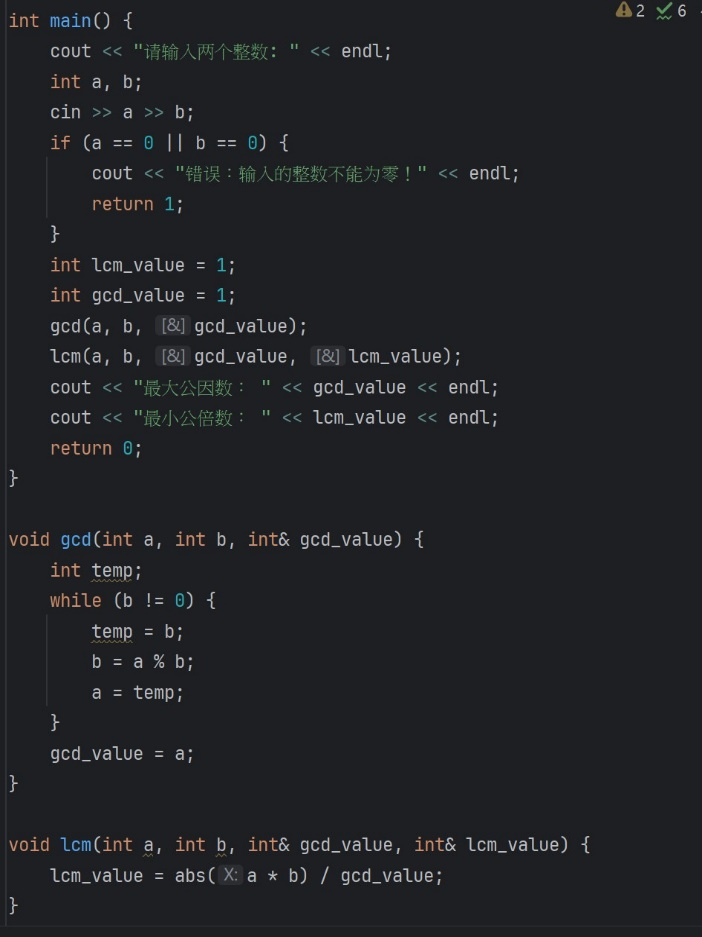 2 6
int main() {
cout << "请输入两个整数: " << endl;
int a, b;
cin >> a >> b;
if (a == 0 || b == 0) {
cout << "错误：输入的整数不能为零！" << endl;
return 1;
}
int lcm_value = 1;
int gcd_value = 1;
gcd(a, b, [&] gcd_value);
lcm(a, b, [&] gcd_value, [&] lcm_value);
cout << "最大公因数： " << gcd_value << endl;
cout << "最小公倍数： " << lcm_value << endl;
return 0;
}
void gcd(int a, int b, int& gcd_value) {
int temp;
while (b != 0) {
temp = b;
b = a % b;
a = temp;
}
gcd_value = a;
}
void lcm(int a, int b, int& gcd_value, int& lcm_value) {
lcm_value = abs( X: a * b) / gcd_value;
}